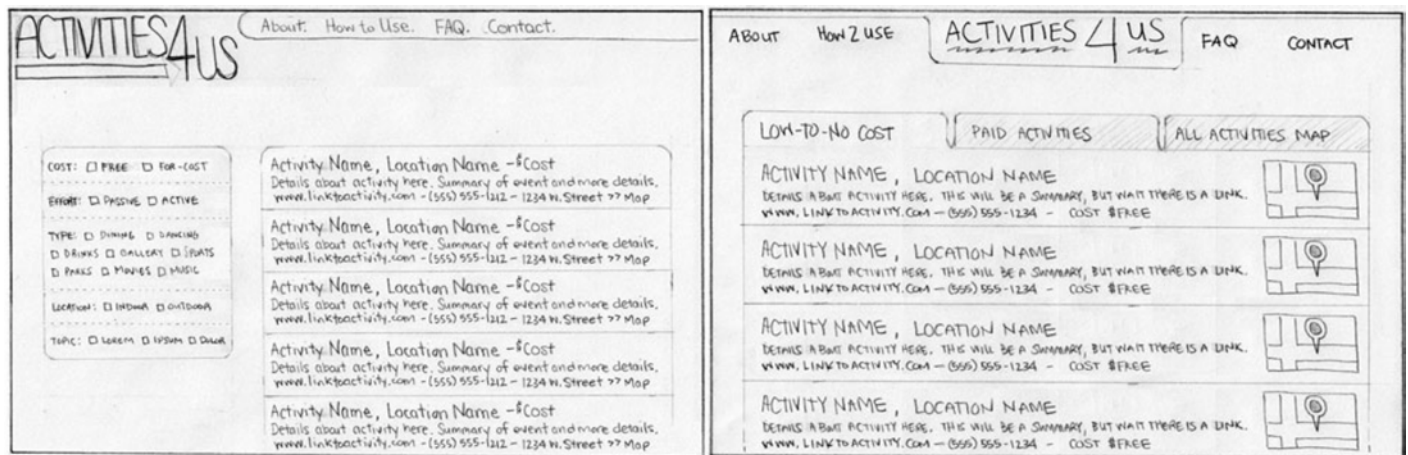 ACTIVITIES4US
About. How to Use. FAQ. Contact.
COST: FREE FOR-COST
EFFORT: PASSIVE ACTIVE
TYPE: DINING DANCING
DRINKS GALLERY SPORTS
PARKS MOVIES MUSIC
LOCATION: INDOOR OUTDOOR
TOPIC: LOREM IPSUM DOLOR
Activity Name, Location Name - $Cost
Details about activity here. Summary of event and more details.
www.linktoactivity.com - (555) 555-1212 - 1234 W. Street >> Map
Activity Name, Location Name - $Cost
Details about activity here. Summary of event and more details.
www.linktoactivity.com - (555) 555-1212 - 1234 W. Street >> Map
Activity Name, Location Name - $Cost
Details about activity here. Summary of event and more details.
www.linktoactivity.com - (555) 555-1212 - 1234 W. Street >> Map
Activity Name, Location Name - $Cost
Details about activity here. Summary of event and more details.
www.linktoactivity.com - (555) 555-1212 - 1234 W. Street >> Map
Activity Name, Location Name - $Cost
Details about activity here. Summary of event and more details.
www.linktoactivity.com - (555) 555-1212 - 1234 W. Street >> Map
ABOUT HOW 2 USE ACTIVITIES 4 US FAQ CONTACT
LOW-TO-NO COST PAID ACTIVITIES ALL ACTIVITIES MAP
ACTIVITY NAME, LOCATION NAME
DETAILS ABOUT ACTIVITY HERE. THIS WILL BE A SUMMARY, BUT WAIT THERE IS A LINK.
WWW.LINKTOACTIVITY.COM - (555) 555-1234 - COST $FREE
ACTIVITY NAME, LOCATION NAME
DETAILS ABOUT ACTIVITY HERE. THIS WILL BE A SUMMARY, BUT WAIT THERE IS A LINK.
WWW.LINKTOACTIVITY.COM - (555) 555-1234 - COST $FREE
ACTIVITY NAME, LOCATION NAME
DETAILS ABOUT ACTIVITY HERE. THIS WILL BE A SUMMARY, BUT WAIT THERE IS A LINK.
WWW.LINKTOACTIVITY.COM - (555) 555-1234 - COST $FREE
ACTIVITY NAME, LOCATION NAME
DETAILS ABOUT ACTIVITY HERE. THIS WILL BE A SUMMARY, BUT WAIT THERE IS A LINK.
WWW.LINKTOACTIVITY.COM - (555) 555-1234 - COST $FREE